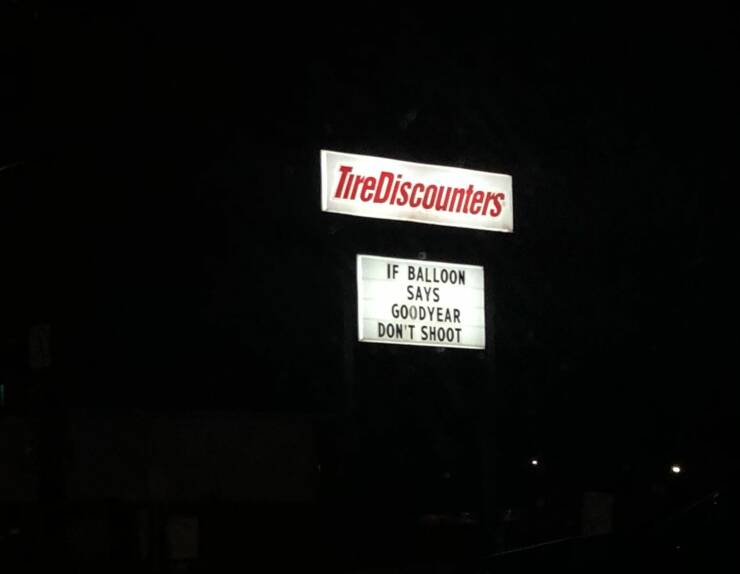 TireDiscounters
IF BALLOON
SAYS
GOODYEAR
DON'T SHOOT